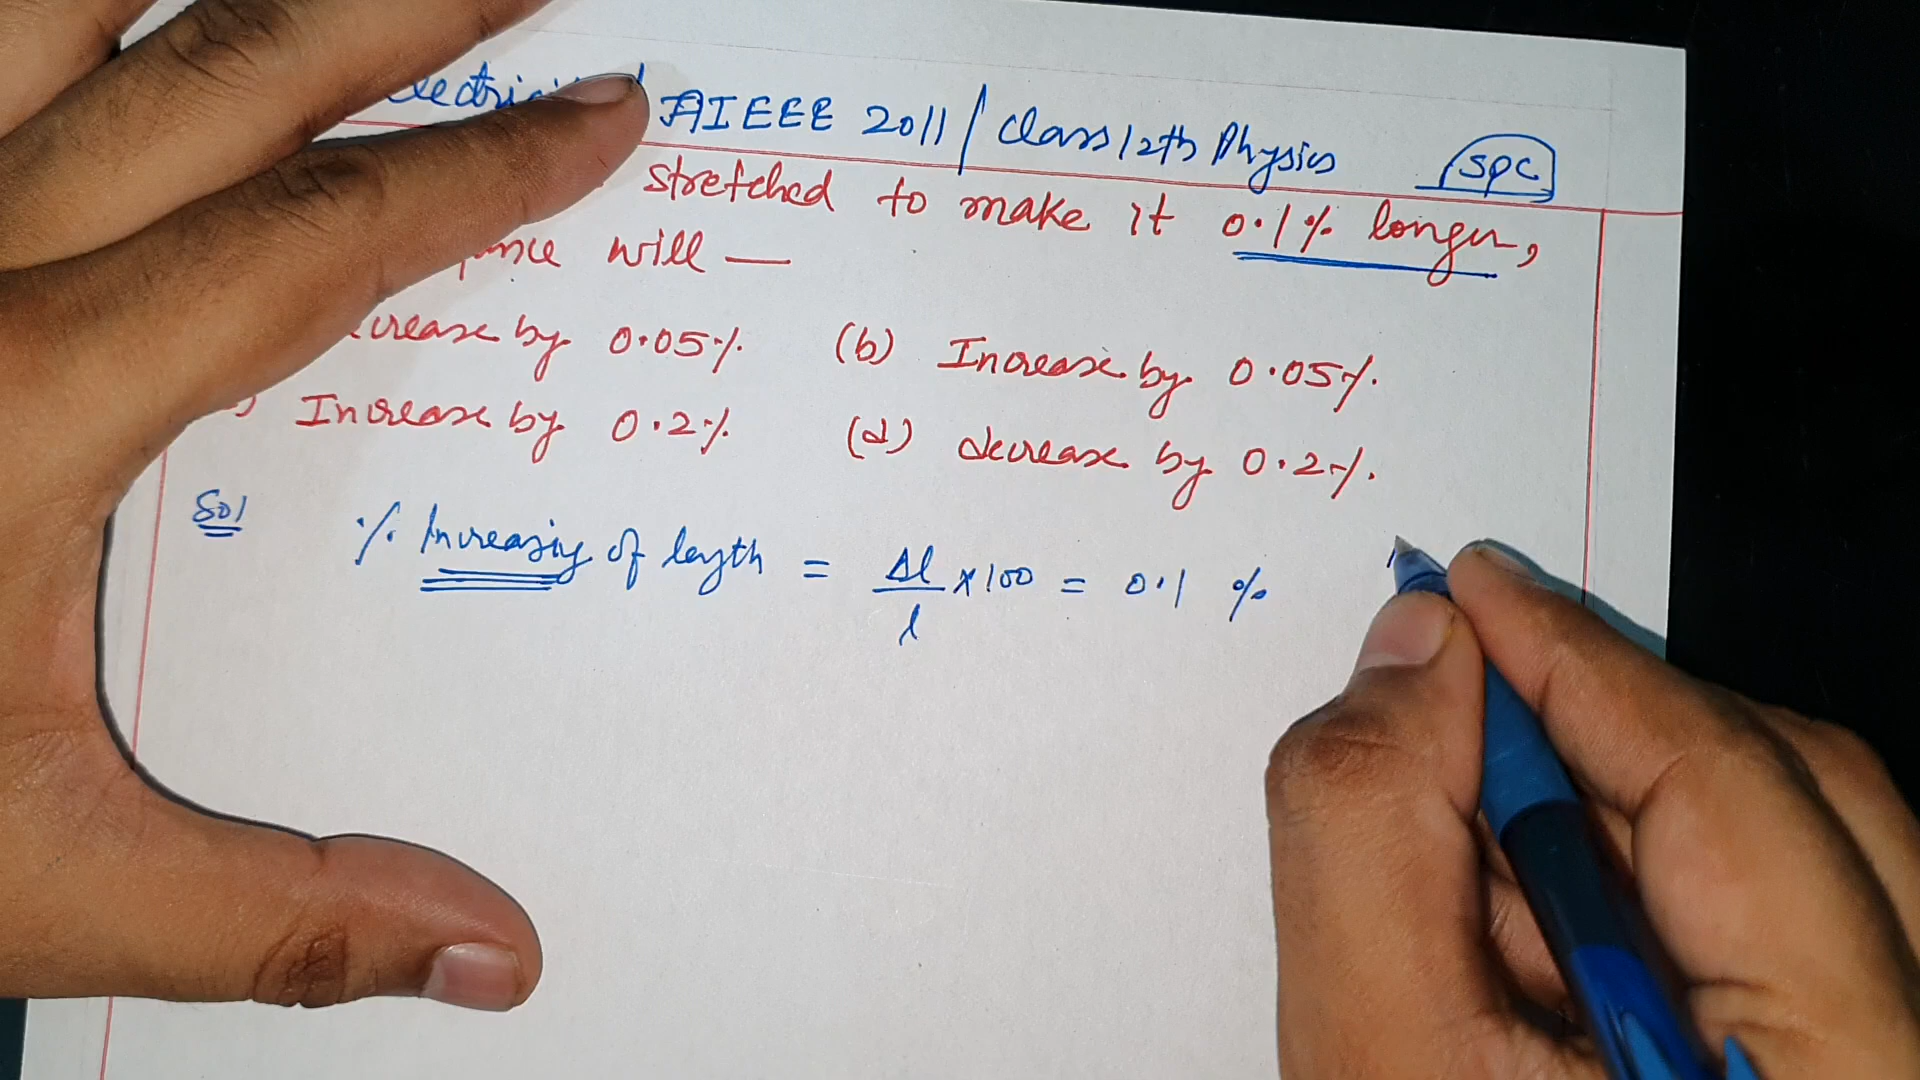 AIEEE 2011 / Class 12th Physics SPC
stretched to make it 0.1% longer,
will —
by 0.05% (b) Increase by 0.05%.
Increase by 0.2% (d) decrease by 0.2%.
Sol % Increasing of length = Δl/l × 100 = 0.1 %